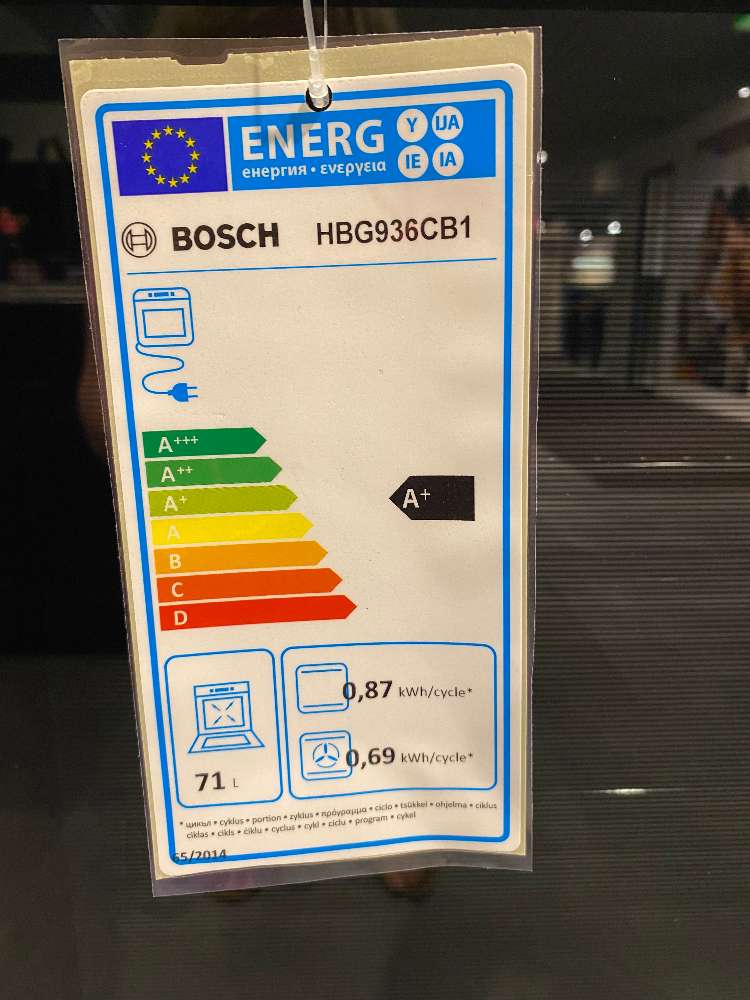 ENERG
енергия • ενεργεια
Y
IJA
IE
IA
BOSCH HBG936CB1
A+++
A++
A+
A
B
C
D
A+
71 L
0,87 kWh/cycle*
0,69 kWh/cycle*
* цикъл • cyklus • portion • zyklus • πρόγραμμα • ciclo • tsükkel • ohjelma • ciklus
ciklas • cikls • ċiklu • cyclus • cykl • ciclu • program • cykel
65/2014